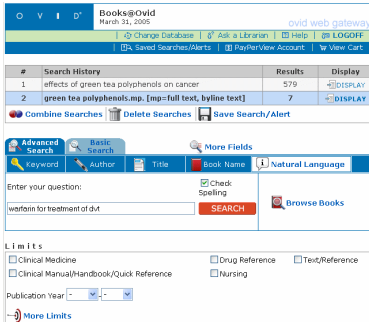 O V I D Books@Ovid
March 31, 2005
ovid web gateway
Change Database | Ask a Librarian | Help | LOGOFF
Saved Searches/Alerts | PayPerView Account | View Cart
# Search History Results Display
1 effects of green tea polyphenols on cancer 579 DISPLAY
2 green tea polyphenols.mp. [mp=full text, byline text] 7 DISPLAY
Combine Searches Delete Searches Save Search/Alert
Advanced Search Basic Search More Fields
Keyword Author Title Book Name Natural Language
Enter your question: Check Spelling
warfarin for treatment of dvt SEARCH Browse Books
Limits
Clinical Medicine Drug Reference Text/Reference
Clinical Manual/Handbook/Quick Reference Nursing
Publication Year - -
More Limits